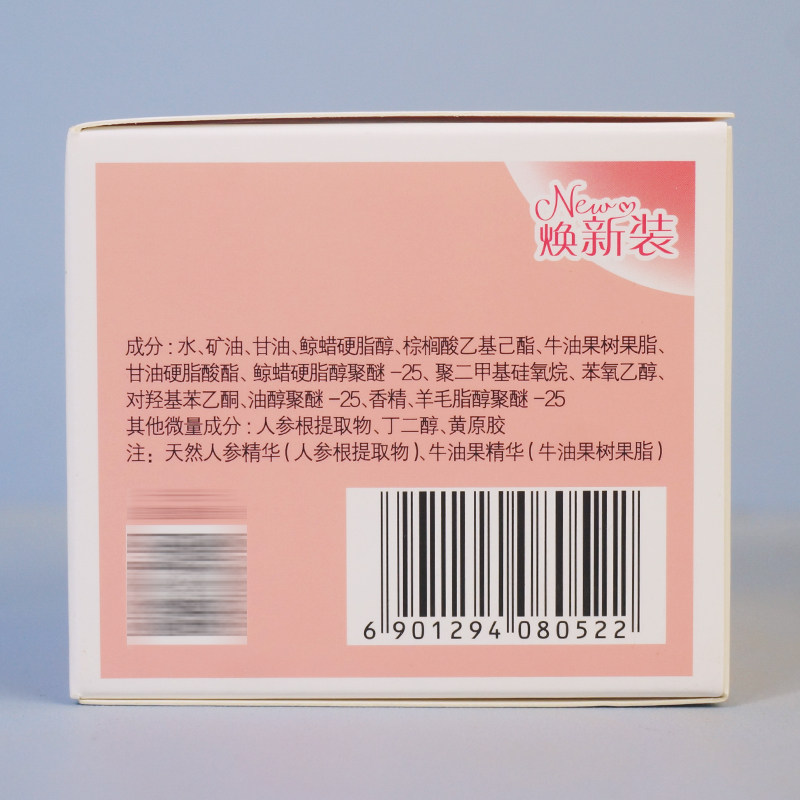 New
焕新装
成分：水、矿油、甘油、鲸蜡硬脂醇、棕榈酸乙基己酯、牛油果树果脂、
甘油硬脂酸酯、鲸蜡硬脂醇聚醚-25、聚二甲基硅氧烷、苯氧乙醇、
对羟基苯乙酮、油醇聚醚-25、香精、羊毛脂醇聚醚-25
其他微量成分：人参根提取物、丁二醇、黄原胶
注：天然人参精华(人参根提取物)、牛油果精华(牛油果树果脂)
6 901294 080522